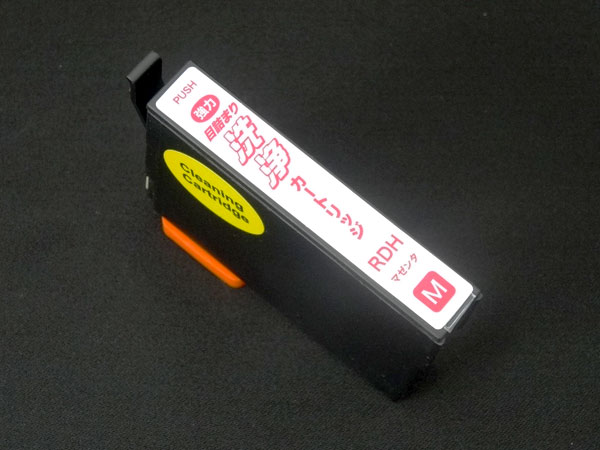 PUSH
強力
目詰まり
洗浄
カートリッジ
RDH
マゼンタ
M
Cleaning
Cartridge